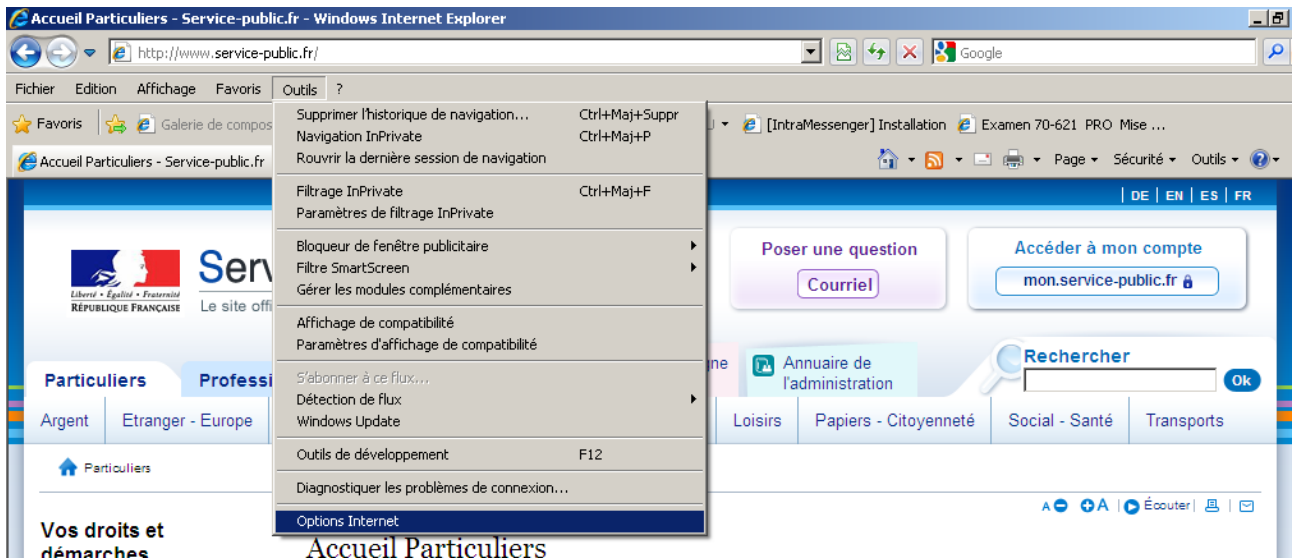 Accueil Particuliers - Service-public.fr - Windows Internet Explorer
http://www.service-public.fr/
Google
Fichier Edition Affichage Favoris Outils ?
Favoris Galerie de compos
[IntraMessenger] Installation Examen 70-621 PRO Mise ...
Accueil Particuliers - Service-public.fr
Page Sécurité Outils
Supprimer l'historique de navigation... Ctrl+Maj+Suppr
Navigation InPrivate Ctrl+Maj+P
Rouvrir la dernière session de navigation
Filtrage InPrivate Ctrl+Maj+F
Paramètres de filtrage InPrivate
Bloqueur de fenêtre publicitaire
Filtre SmartScreen
Gérer les modules complémentaires
Affichage de compatibilité
Paramètres d'affichage de compatibilité
S'abonner à ce flux...
Détection de flux
Windows Update
Outils de développement F12
Diagnostiquer les problèmes de connexion...
Options Internet
DE | EN | ES | FR
Liberté • Égalité • Fraternité
RÉPUBLIQUE FRANÇAISE
Serv
Le site offi
Poser une question
Courriel
Accéder à mon compte
mon.service-public.fr
Particuliers Professi
gne
Annuaire de
l'administration
Rechercher
Ok
Argent Etranger - Europe Loisirs Papiers - Citoyenneté Social - Santé Transports
Particuliers
A A | Écouter | |
Vos droits et
démarches
Accueil Particuliers